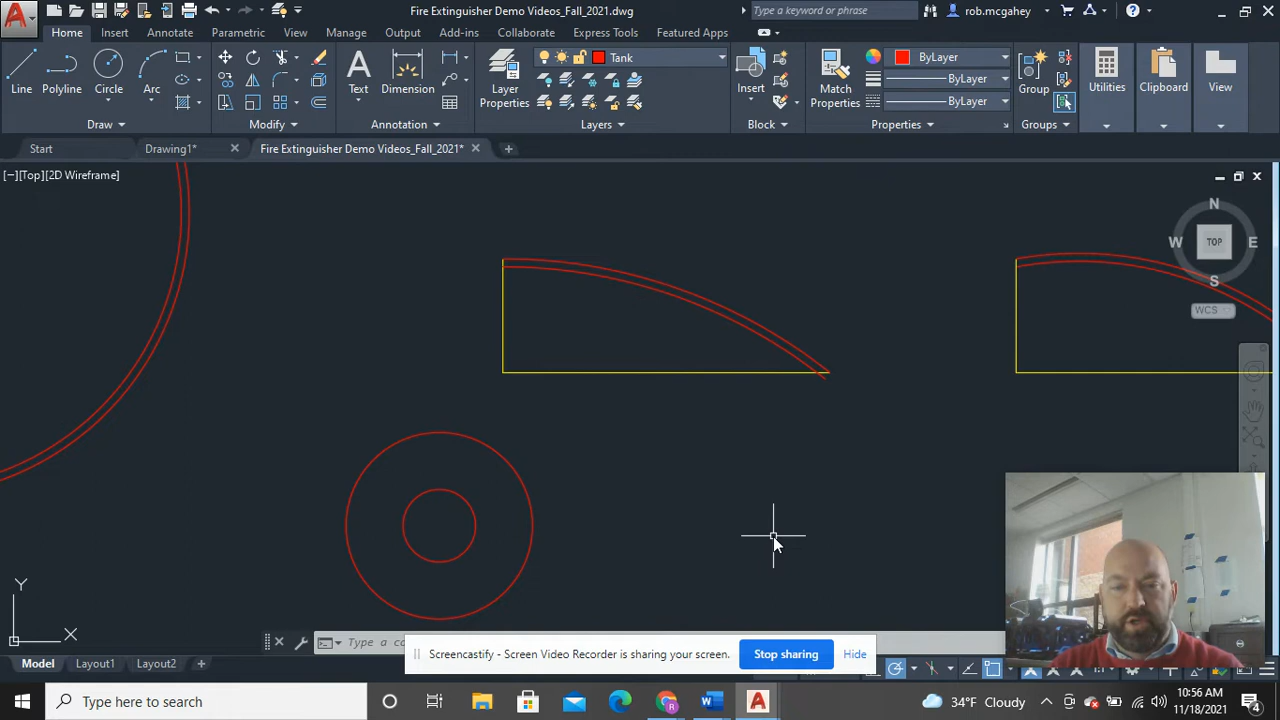 Fire Extinguisher Demo Videos_Fall_2021.dwg
Type a keyword or phrase
rob.mcgahey
Home
Insert
Annotate
Parametric
View
Manage
Output
Add-ins
Collaborate
Express Tools
Featured Apps
Line
Polyline
Circle
Arc
Text
Dimension
Layer
Properties
Tank
Insert
Match
Properties
ByLayer
ByLayer
ByLayer
Group
Utilities
Clipboard
View
Draw
Modify
Annotation
Layers
Block
Properties
Groups
Start
Drawing1*
Fire Extinguisher Demo Videos_Fall_2021*
[−][Top][2D Wireframe]
N
W
TOP
E
S
WCS
Y
X
Type a co
Screencastify - Screen Video Recorder is sharing your screen.
Stop sharing
Hide
Model
Layout1
Layout2
Type here to search
34°F Cloudy
10:56 AM
11/18/2021
4